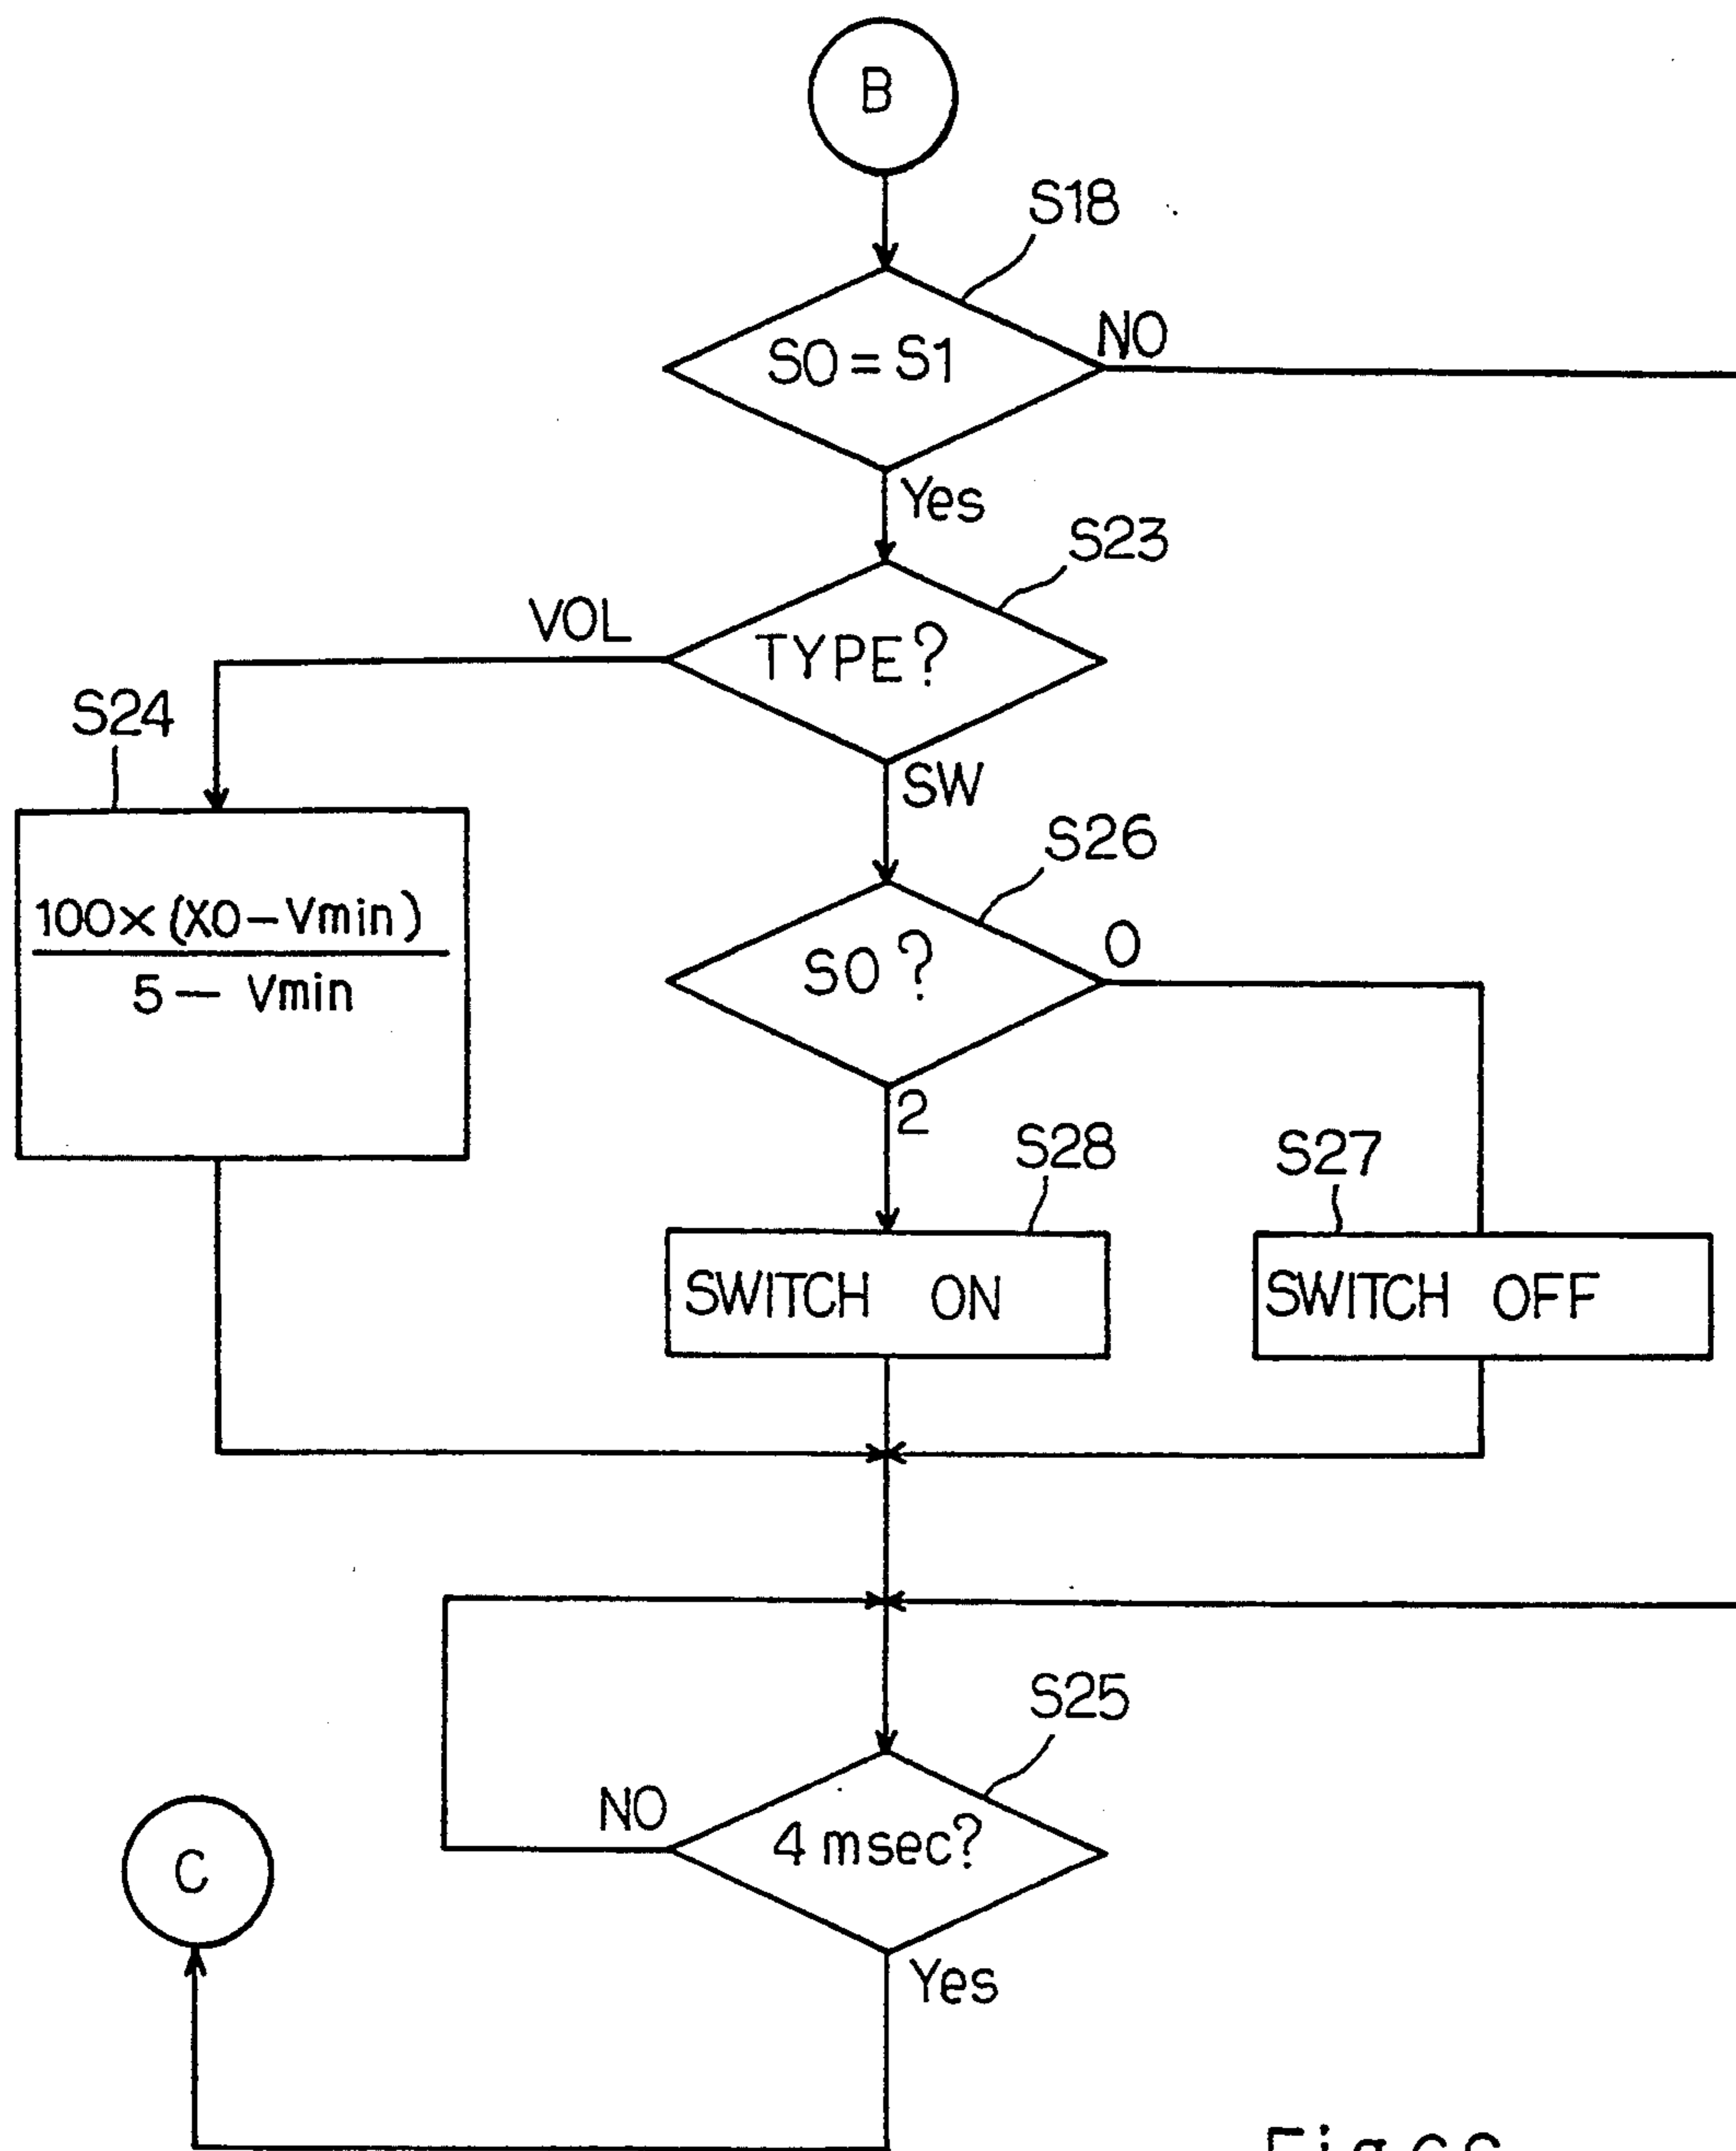 B
S18
S0=S1
NO
Yes
S23
VOL
TYPE?
S24
SW
S26
100×(X0-Vmin)
5 — Vmin
S0?
0
2
S28
S27
SWITCH ON
SWITCH OFF
S25
NO
4 msec?
C
Yes